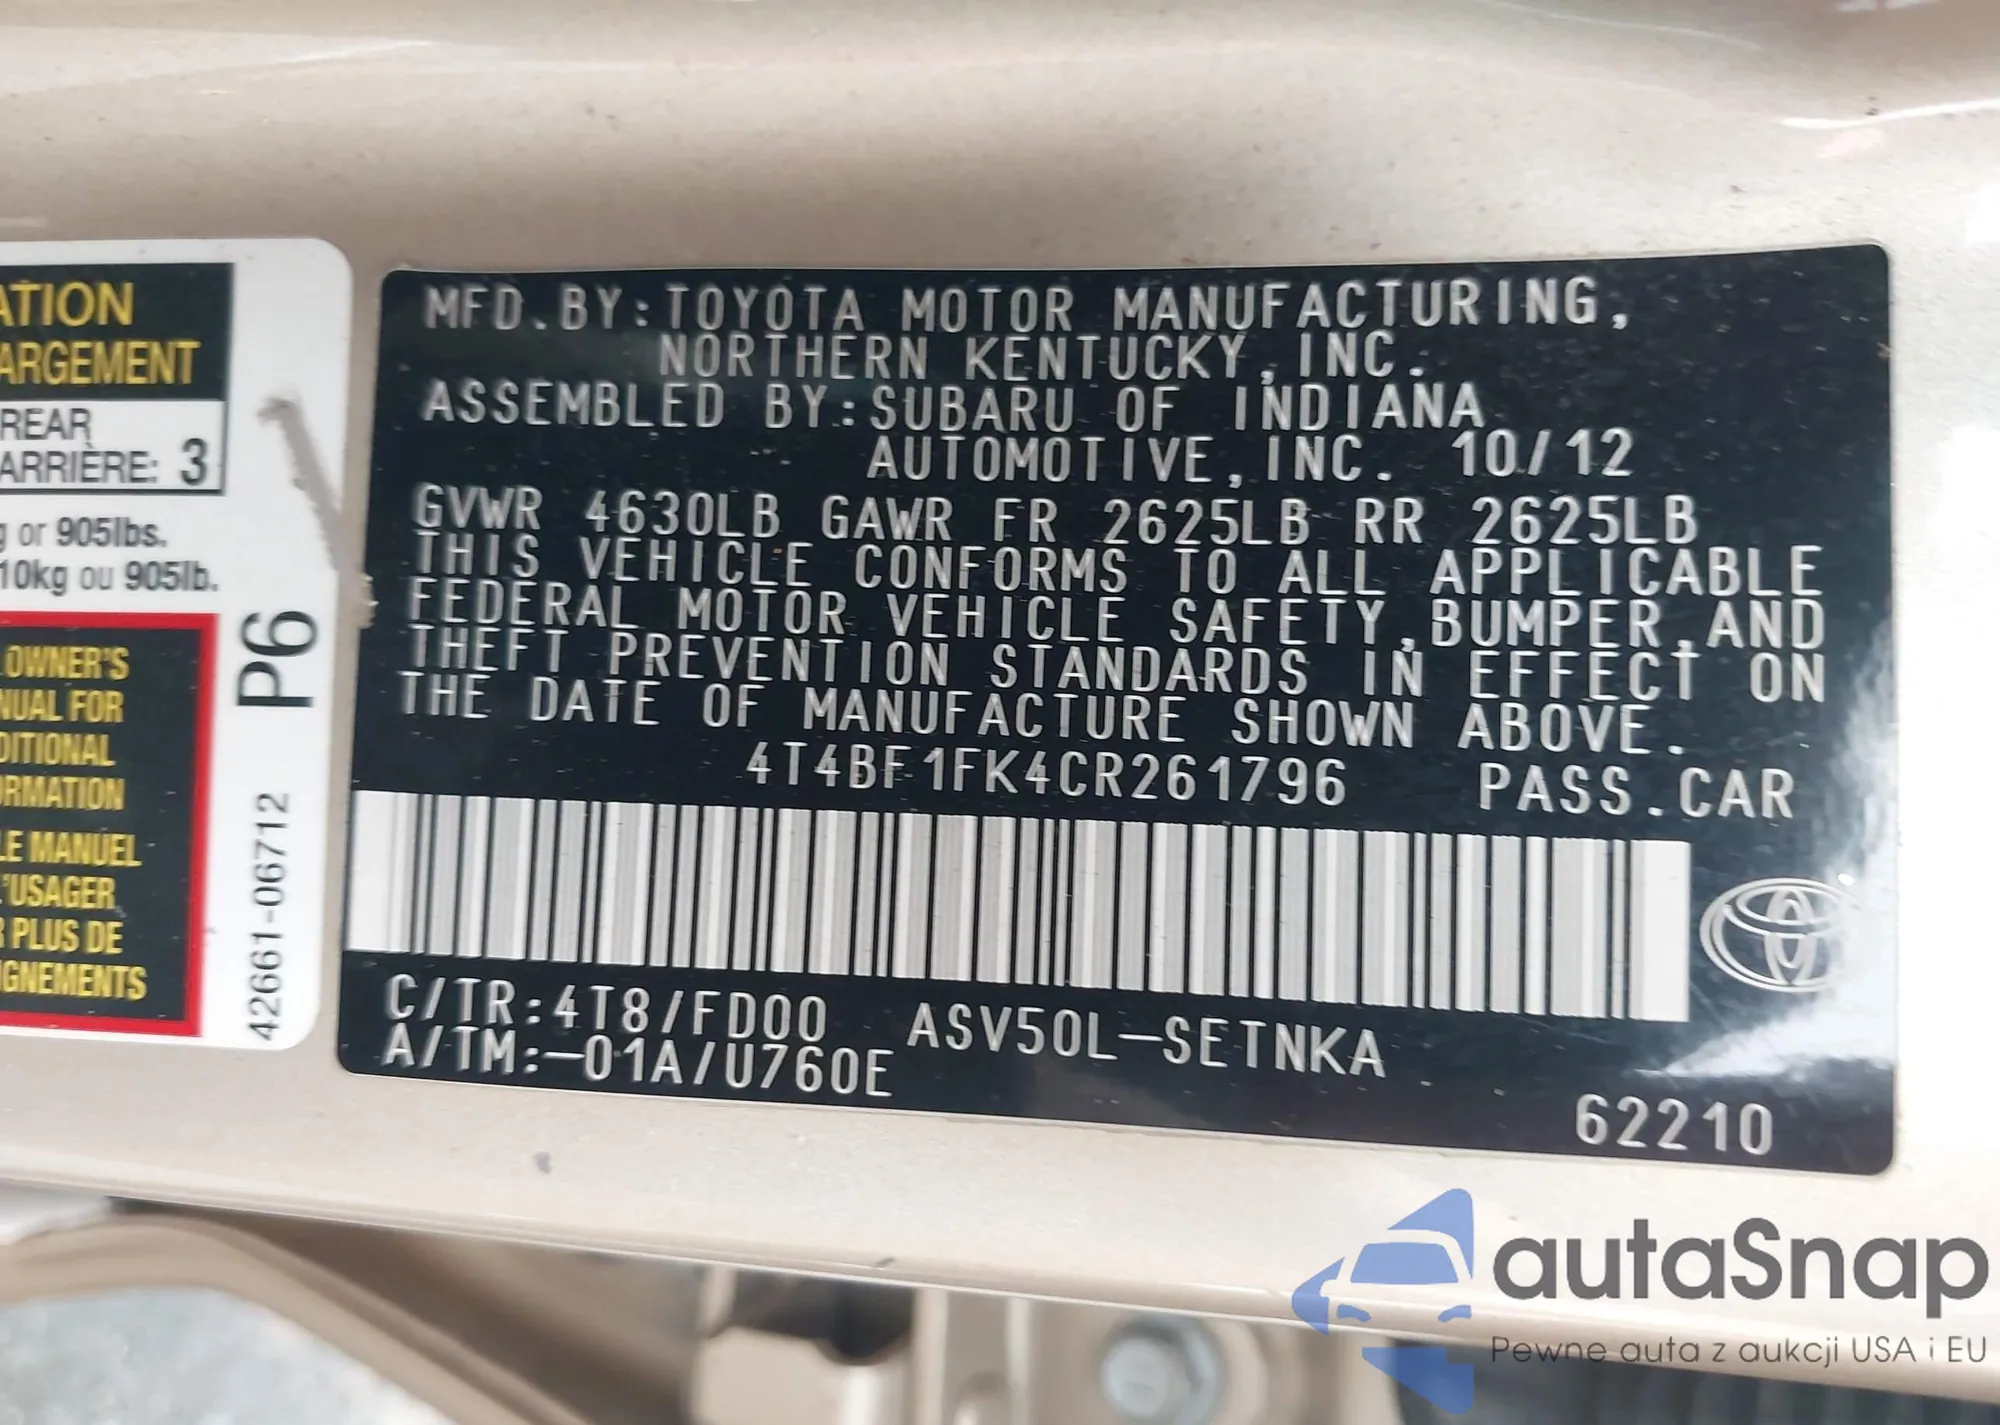 ATION
ARGEMENT
REAR
ARRIÈRE: 3
g or 905lbs.
10kg ou 905lb.
OWNER'S
NUAL FOR
DITIONAL
ORMATION
LE MANUEL
L'USAGER
R PLUS DE
IGNEMENTS
P6
42661-06712
MFD.BY:TOYOTA MOTOR MANUFACTURING,
NORTHERN KENTUCKY,INC.
ASSEMBLED BY:SUBARU OF INDIANA
AUTOMOTIVE,INC. 10/12
GVWR 4630LB GAWR FR 2625LB RR 2625LB
THIS VEHICLE CONFORMS TO ALL APPLICABLE
FEDERAL MOTOR VEHICLE SAFETY,BUMPER,AND
THEFT PREVENTION STANDARDS IN EFFECT ON
THE DATE OF MANUFACTURE SHOWN ABOVE.
4T4BF1FK4CR261796 PASS.CAR
C/TR:4T8/FD00 ASV50L-SETNKA
A/TM:-01A/U760E
62210
autaSnap
Pewne auta z aukcji USA i EU